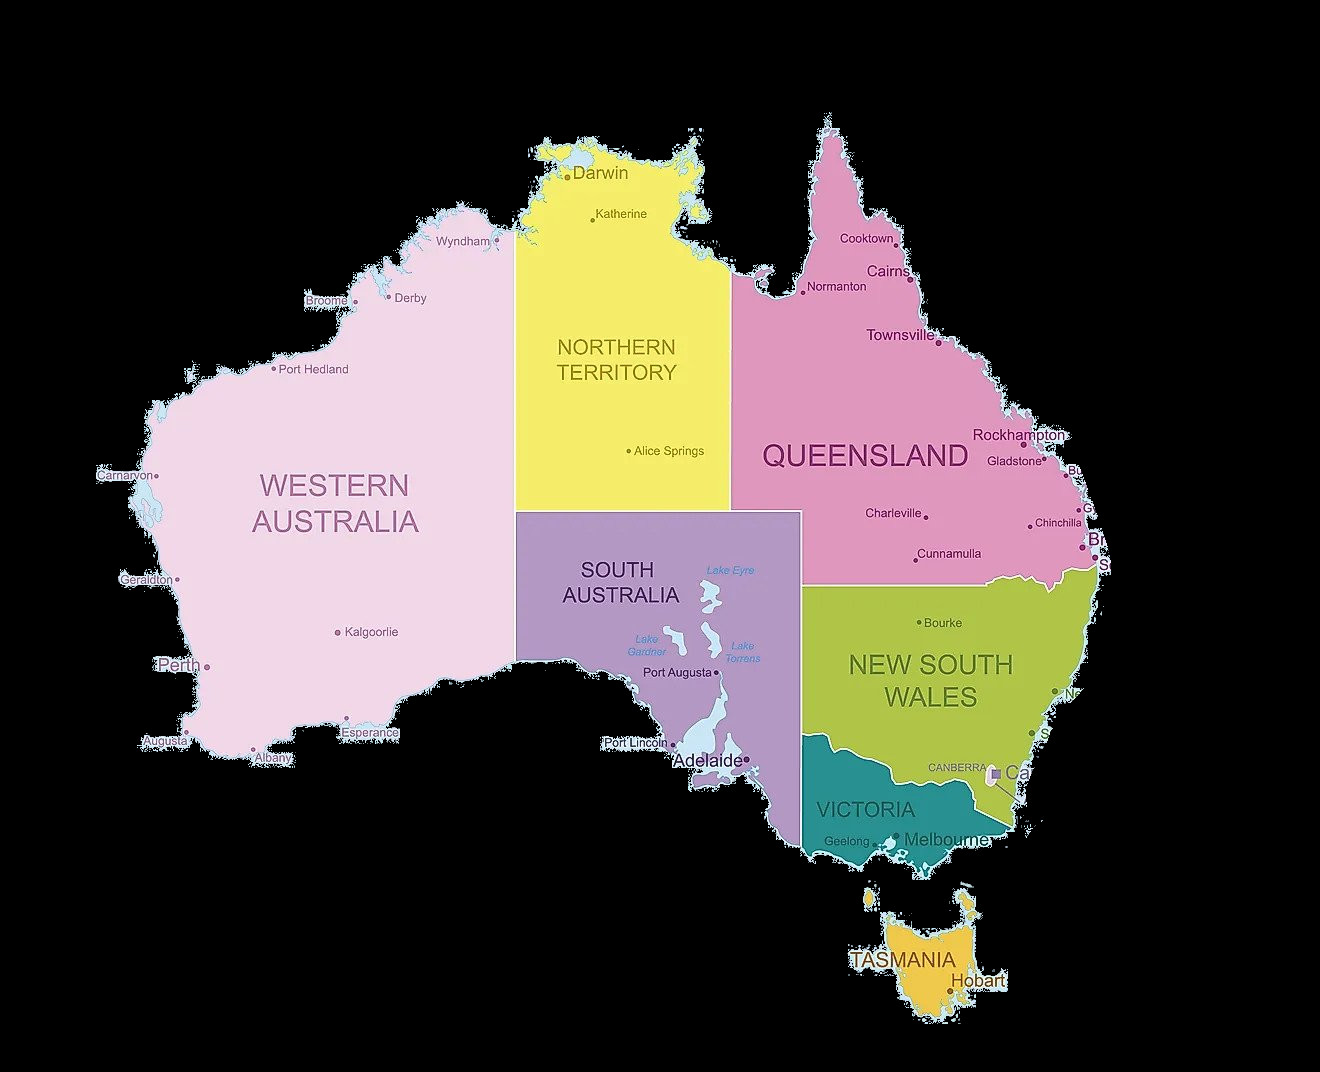 Darwin
Katherine
Wyndham
Cooktown
Cairns
Normanton
Broome
Derby
Townsville
Port Hedland
NORTHERN
TERRITORY
Rockhampton
Gladstone
Alice Springs
QUEENSLAND
Bu
Carnarvon
WESTERN
AUSTRALIA
G
Charleville
Chinchilla
Br
Cunnamulla
S
SOUTH
AUSTRALIA
Lake Eyre
Geraldton
Bourke
Kalgoorlie
Lake
Gardner
Lake
Torrens
Perth
Port Augusta
NEW SOUTH
WALES
N
Esperance
S
Augusta
Albany
Port Lincoln
Adelaide
CANBERRA
Ca
VICTORIA
Geelong
Melbourne
TASMANIA
Hobart